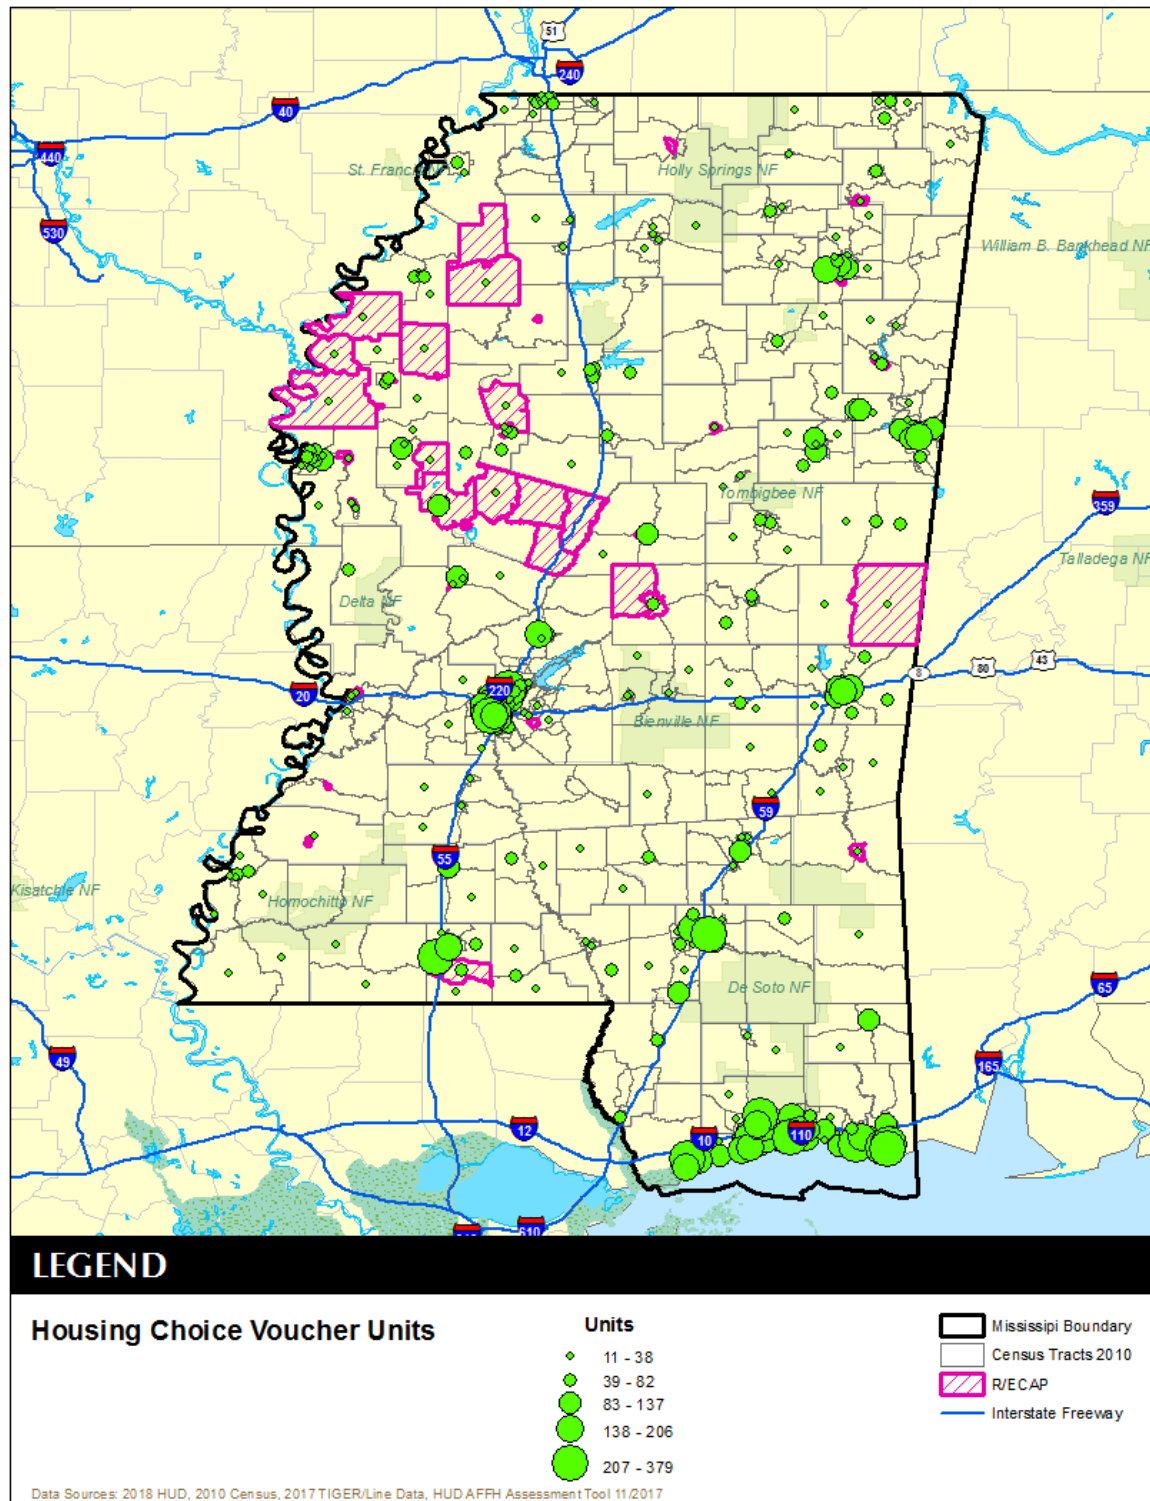 51
240
40
440
St. Francis NF
Holly Springs NF
530
William B. Bankhead NF
359
Tombigbee NF
Talladega NF
Delta NF
20
220
8
80
43
Bienville NF
59
55
Kisatchie NF
Homochitto NF
De Soto NF
65
49
165
12
10
110
610
LEGEND
Housing Choice Voucher Units
Units
11 - 38
39 - 82
83 - 137
138 - 206
207 - 379
Mississipi Boundary
Census Tracts 2010
R/ECAP
Interstate Freeway
Data Sources: 2018 HUD, 2010 Census, 2017 TIGER/Line Data, HUD AFFH Assessment Tool 11/2017